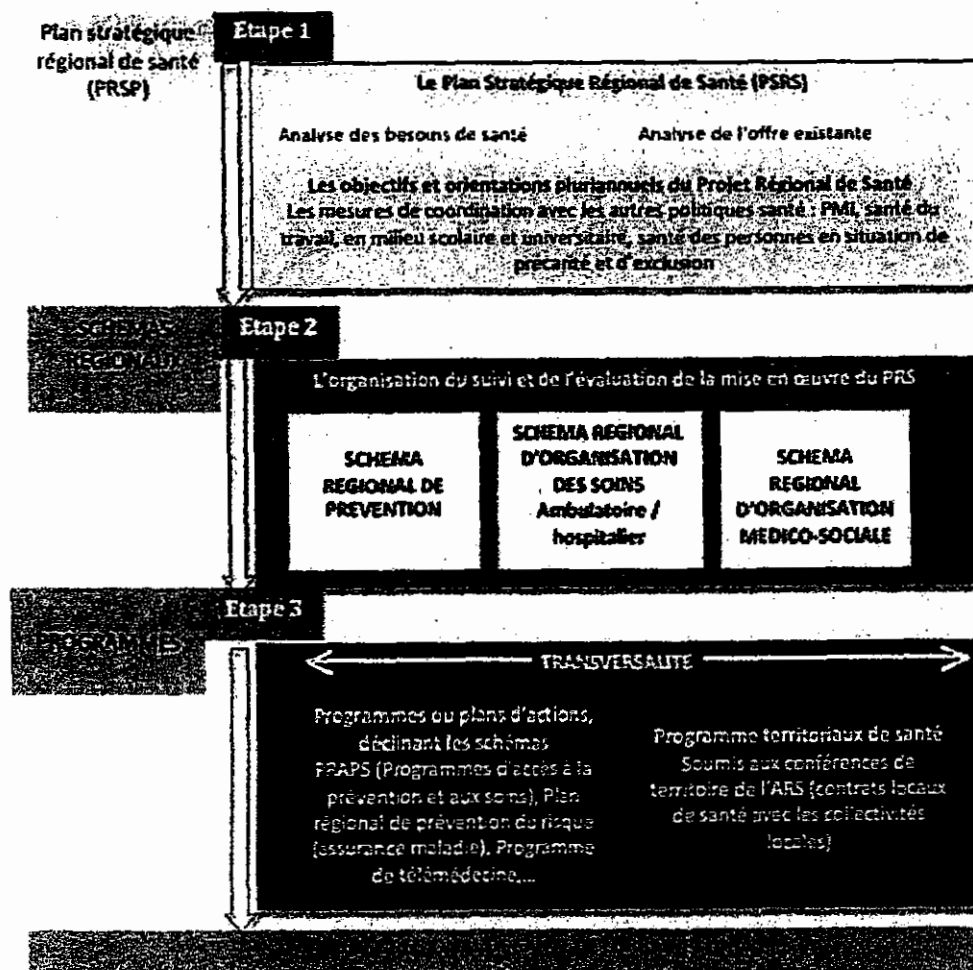 Plan stratégique
régional de santé
(PRSP)
Etape 1
Le Plan Stratégique Régional de Santé (PSRS)
Analyse des besoins de santé
Analyse de l'offre existante
Les objectifs et orientations pluriannuels du Projet Régional de Santé
Les mesures de coordination avec les autres politiques santé : PMI, santé du
travail, en milieu scolaire et universitaire, santé des personnes en situation de
précarité et d'exclusion
SCHEMAS
REGIONAUX
Etape 2
L'organisation du suivi et de l'évaluation de la mise en œuvre du PRS
SCHEMA
REGIONAL DE
PREVENTION
SCHEMA REGIONAL
D'ORGANISATION
DES SOINS
Ambulatoire /
hospitalier
SCHEMA
REGIONAL
D'ORGANISATION
MEDICO-SOCIALE
PROGRAMMES
Etape 3
TRANSVERSALITE
Programmes ou plans d'actions,
déclinant les schémas
PRAPS (Programmes d'accès à la
prévention et aux soins), Plan
régional de prévention du risque
(assurance maladie), Programme
de télémédecine,...
Programme territoriaux de santé
Soumis aux conférences de
territoire de l'ARS (contrats locaux
de santé avec les collectivités
locales)